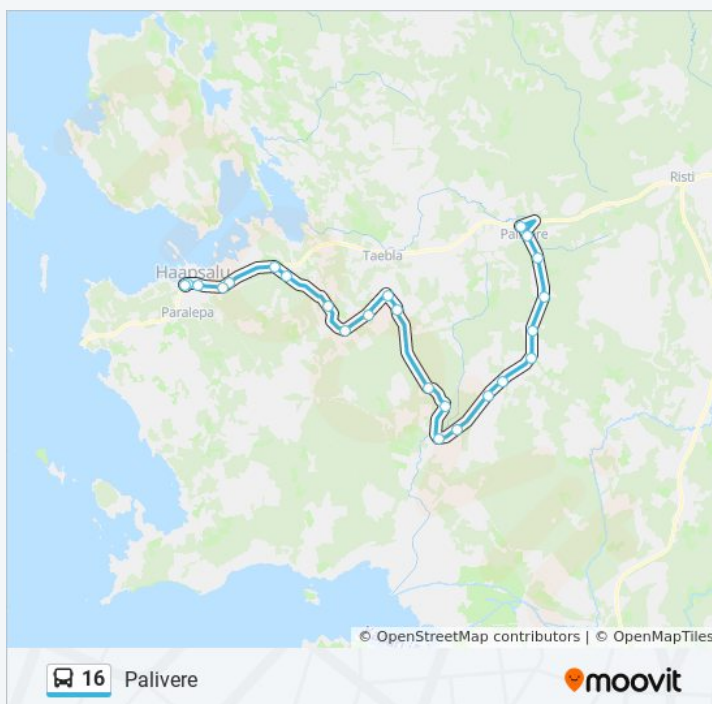 Risti
Palivere
Taebla
Haapsalu
Paralepa
© OpenStreetMap contributors | © OpenMapTiles
16 Palivere
moovit